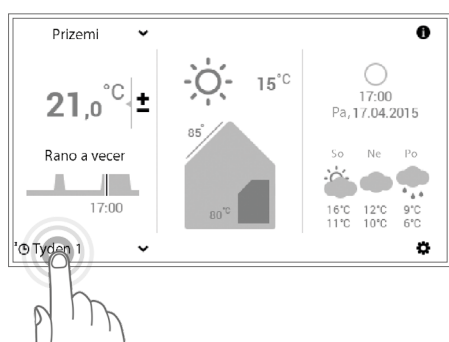 Prizemi
21,0 °C ±
Rano a vecer
17:00
Tyden 1
15°C
85°
80 °C
17:00
Pa, 17.04.2015
So Ne Po
16°C 12°C 9°C
11°C 10°C 6°C